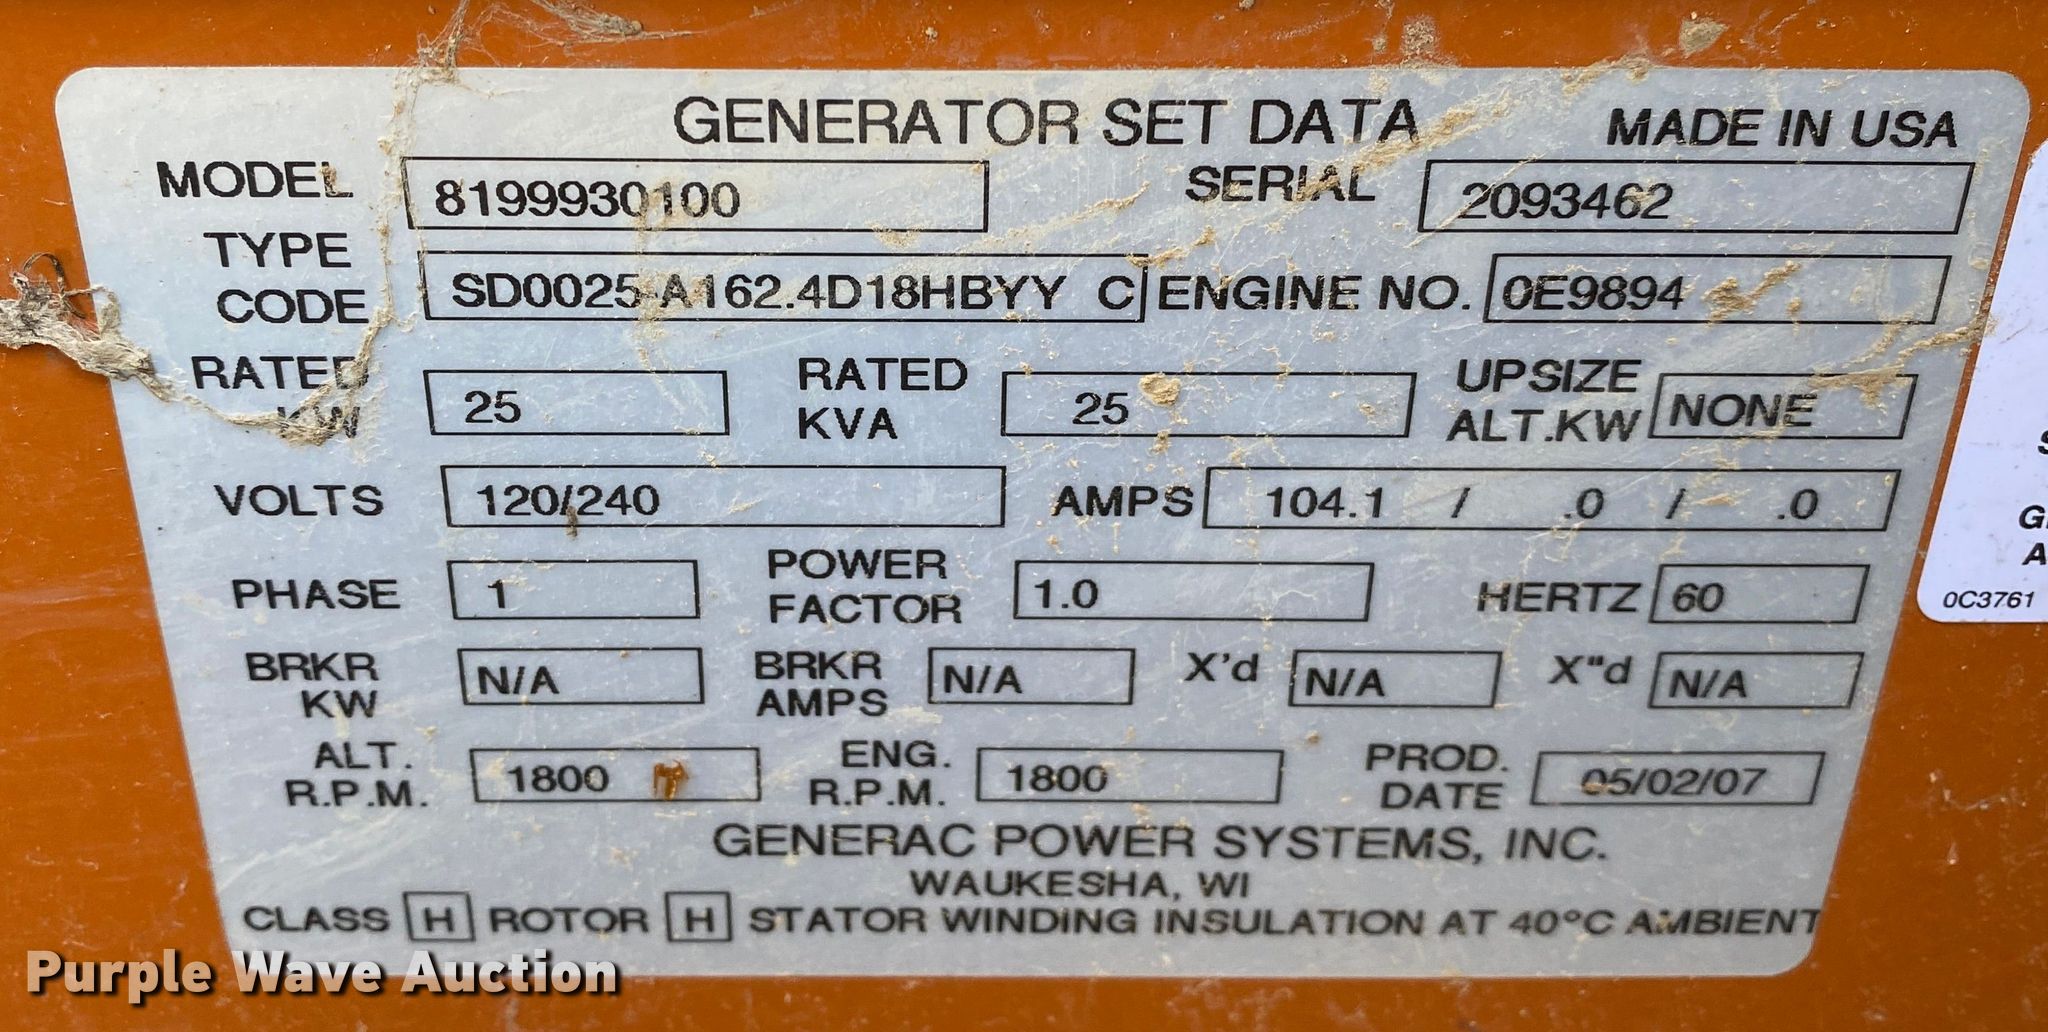 GENERATOR SET DATA MADE IN USA
MODEL 8199930100 SERIAL 2093462
TYPE CODE SD0025-A162.4D18HBYY C ENGINE NO. 0E9894
RATED KW 25 RATED KVA 25 UPSIZE ALT.KW NONE
VOLTS 120/240 AMPS 104.1 / .0 / .0
PHASE 1 POWER FACTOR 1.0 HERTZ 60
BRKR KW N/A BRKR AMPS N/A X'd N/A X"d N/A
ALT. R.P.M. 1800 ENG. R.P.M. 1800 PROD. DATE 05/02/07
GENERAC POWER SYSTEMS, INC.
WAUKESHA, WI
CLASS H ROTOR H STATOR WINDING INSULATION AT 40°C AMBIENT
0C3761
Purple Wave Auction